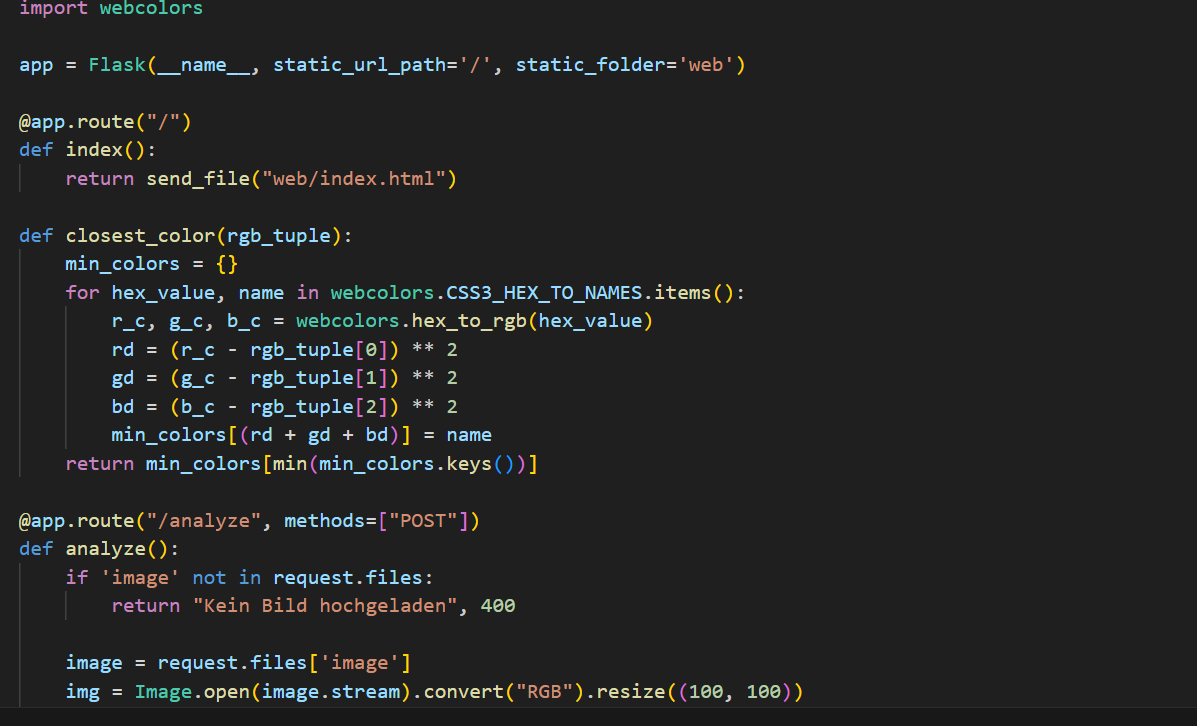 import webcolors
app = Flask(__name__, static_url_path='/', static_folder='web')
@app.route("/")
def index():
    return send_file("web/index.html")
def closest_color(rgb_tuple):
    min_colors = {}
    for hex_value, name in webcolors.CSS3_HEX_TO_NAMES.items():
        r_c, g_c, b_c = webcolors.hex_to_rgb(hex_value)
        rd = (r_c - rgb_tuple[0]) ** 2
        gd = (g_c - rgb_tuple[1]) ** 2
        bd = (b_c - rgb_tuple[2]) ** 2
        min_colors[(rd + gd + bd)] = name
    return min_colors[min(min_colors.keys())]
@app.route("/analyze", methods=["POST"])
def analyze():
    if 'image' not in request.files:
        return "Kein Bild hochgeladen", 400
    image = request.files['image']
    img = Image.open(image.stream).convert("RGB").resize((100, 100))